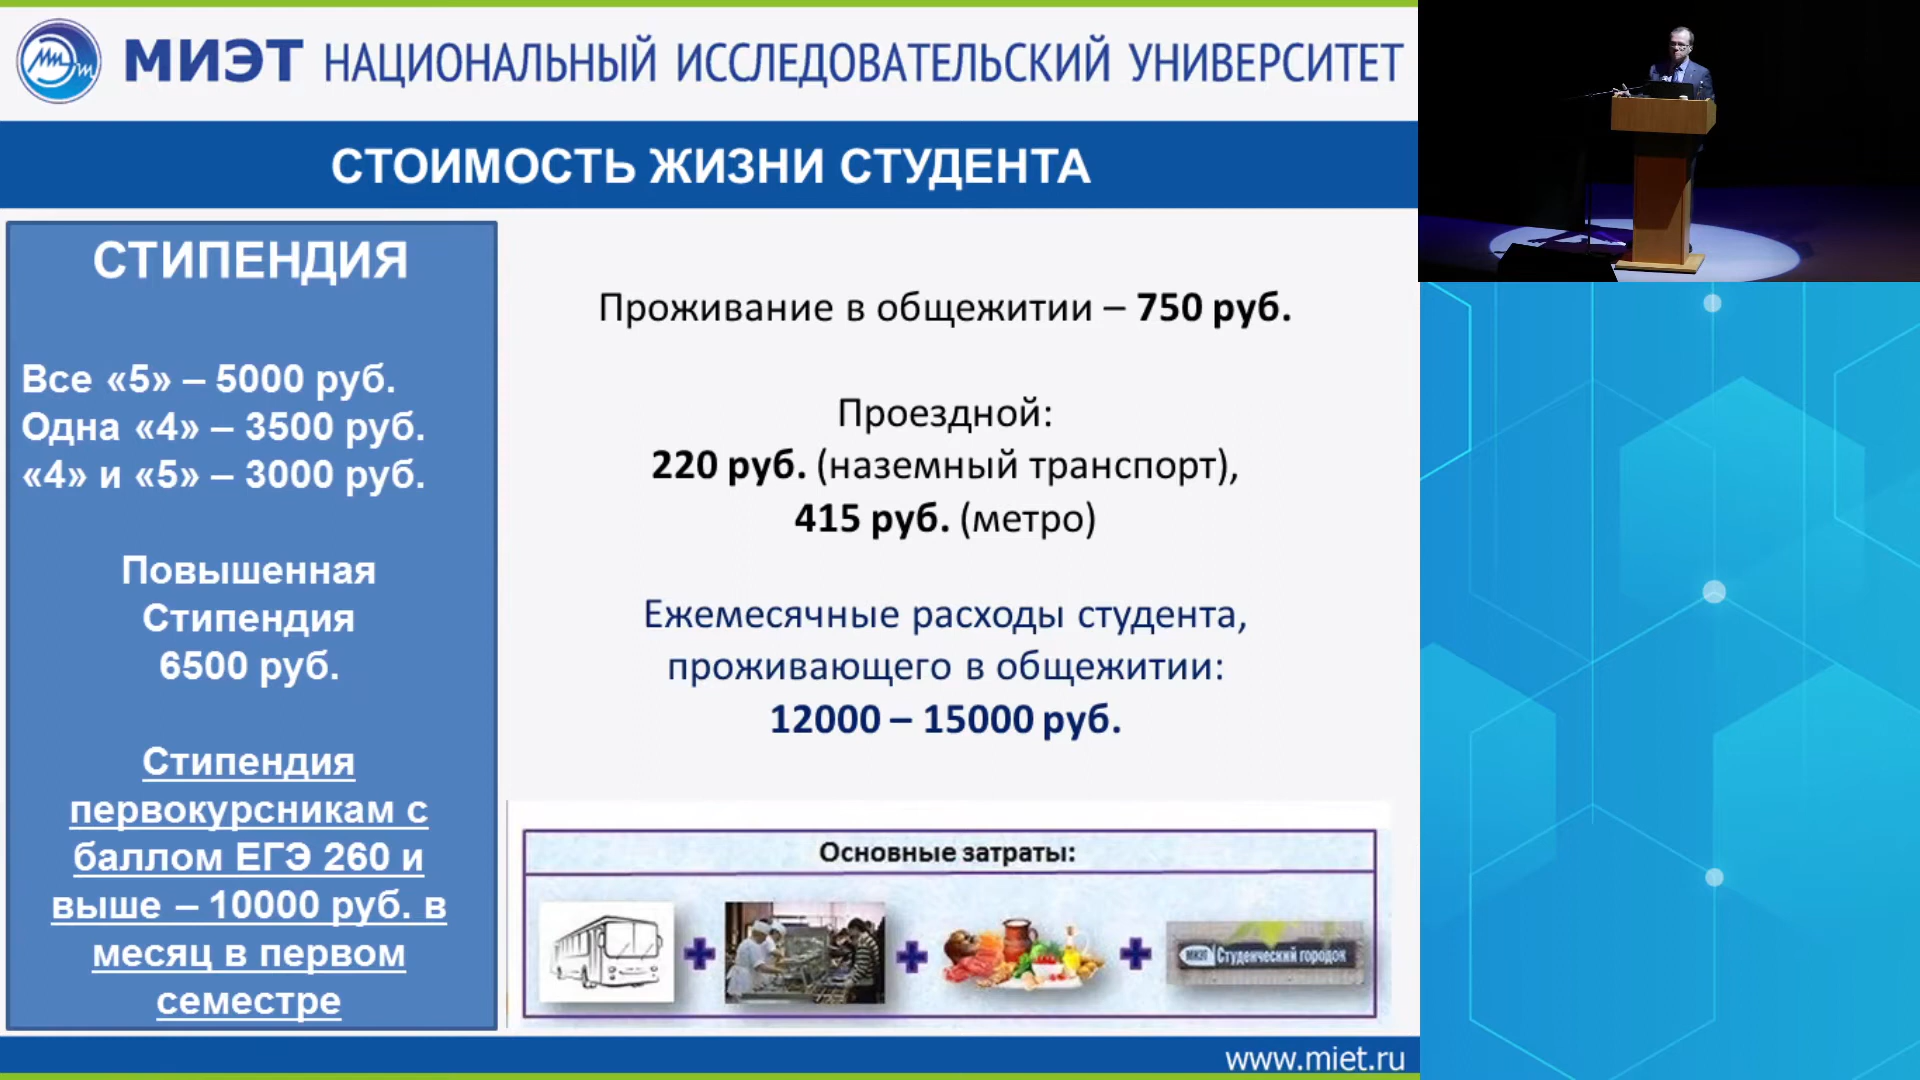 МИЭТ НАЦИОНАЛЬНЫЙ ИССЛЕДОВАТЕЛЬСКИЙ УНИВЕРСИТЕТ
СТОИМОСТЬ ЖИЗНИ СТУДЕНТА
СТИПЕНДИЯ
Все «5» – 5000 руб.
Одна «4» – 3500 руб.
«4» и «5» – 3000 руб.
Повышенная
Стипендия
6500 руб.
Стипендия
первокурсникам с
баллом ЕГЭ 260 и
выше – 10000 руб. в
месяц в первом
семестре
Проживание в общежитии – 750 руб.
Проездной:
220 руб. (наземный транспорт),
415 руб. (метро)
Ежемесячные расходы студента,
проживающего в общежитии:
12000 – 15000 руб.
Основные затраты:
МИЭТ Студенческий городок
www.miet.ru